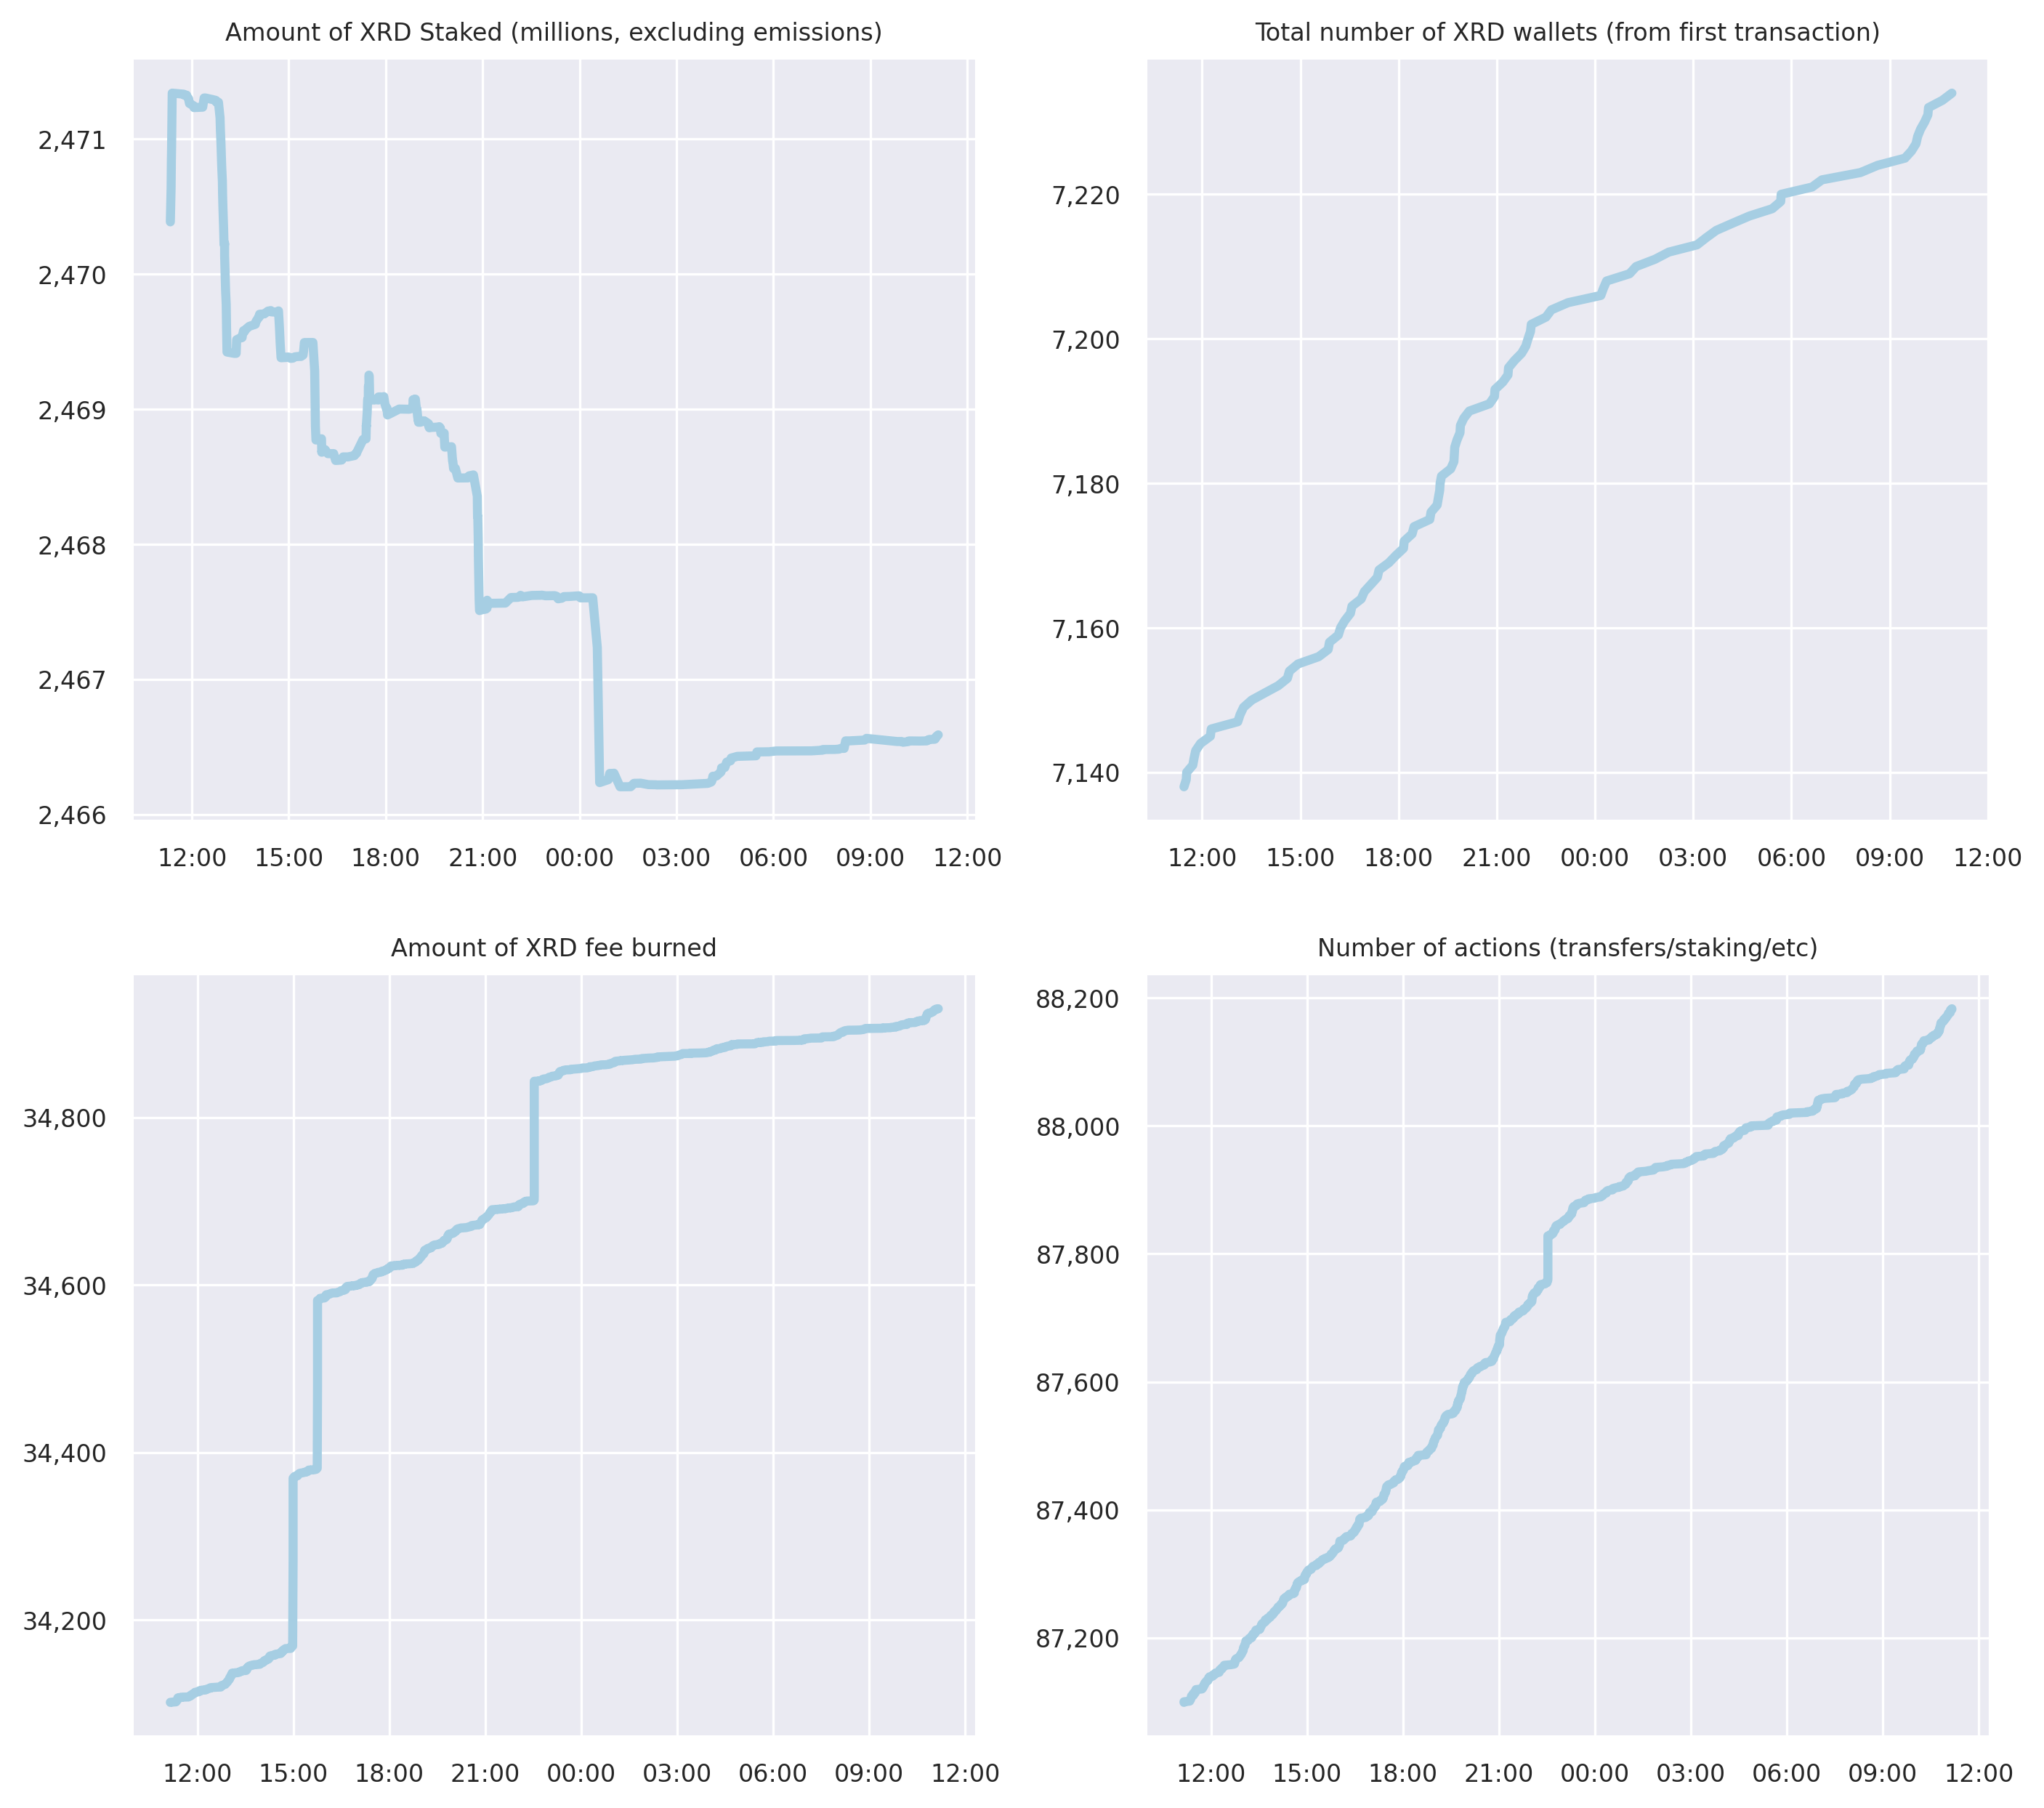 Amount of XRD Staked (millions, excluding emissions)
2,471
2,470
2,469
2,468
2,467
2,466
12:00 15:00 18:00 21:00 00:00 03:00 06:00 09:00 12:00
Total number of XRD wallets (from first transaction)
7,220
7,200
7,180
7,160
7,140
12:00 15:00 18:00 21:00 00:00 03:00 06:00 09:00 12:00
Amount of XRD fee burned
34,800
34,600
34,400
34,200
12:00 15:00 18:00 21:00 00:00 03:00 06:00 09:00 12:00
Number of actions (transfers/staking/etc)
88,200
88,000
87,800
87,600
87,400
87,200
12:00 15:00 18:00 21:00 00:00 03:00 06:00 09:00 12:00